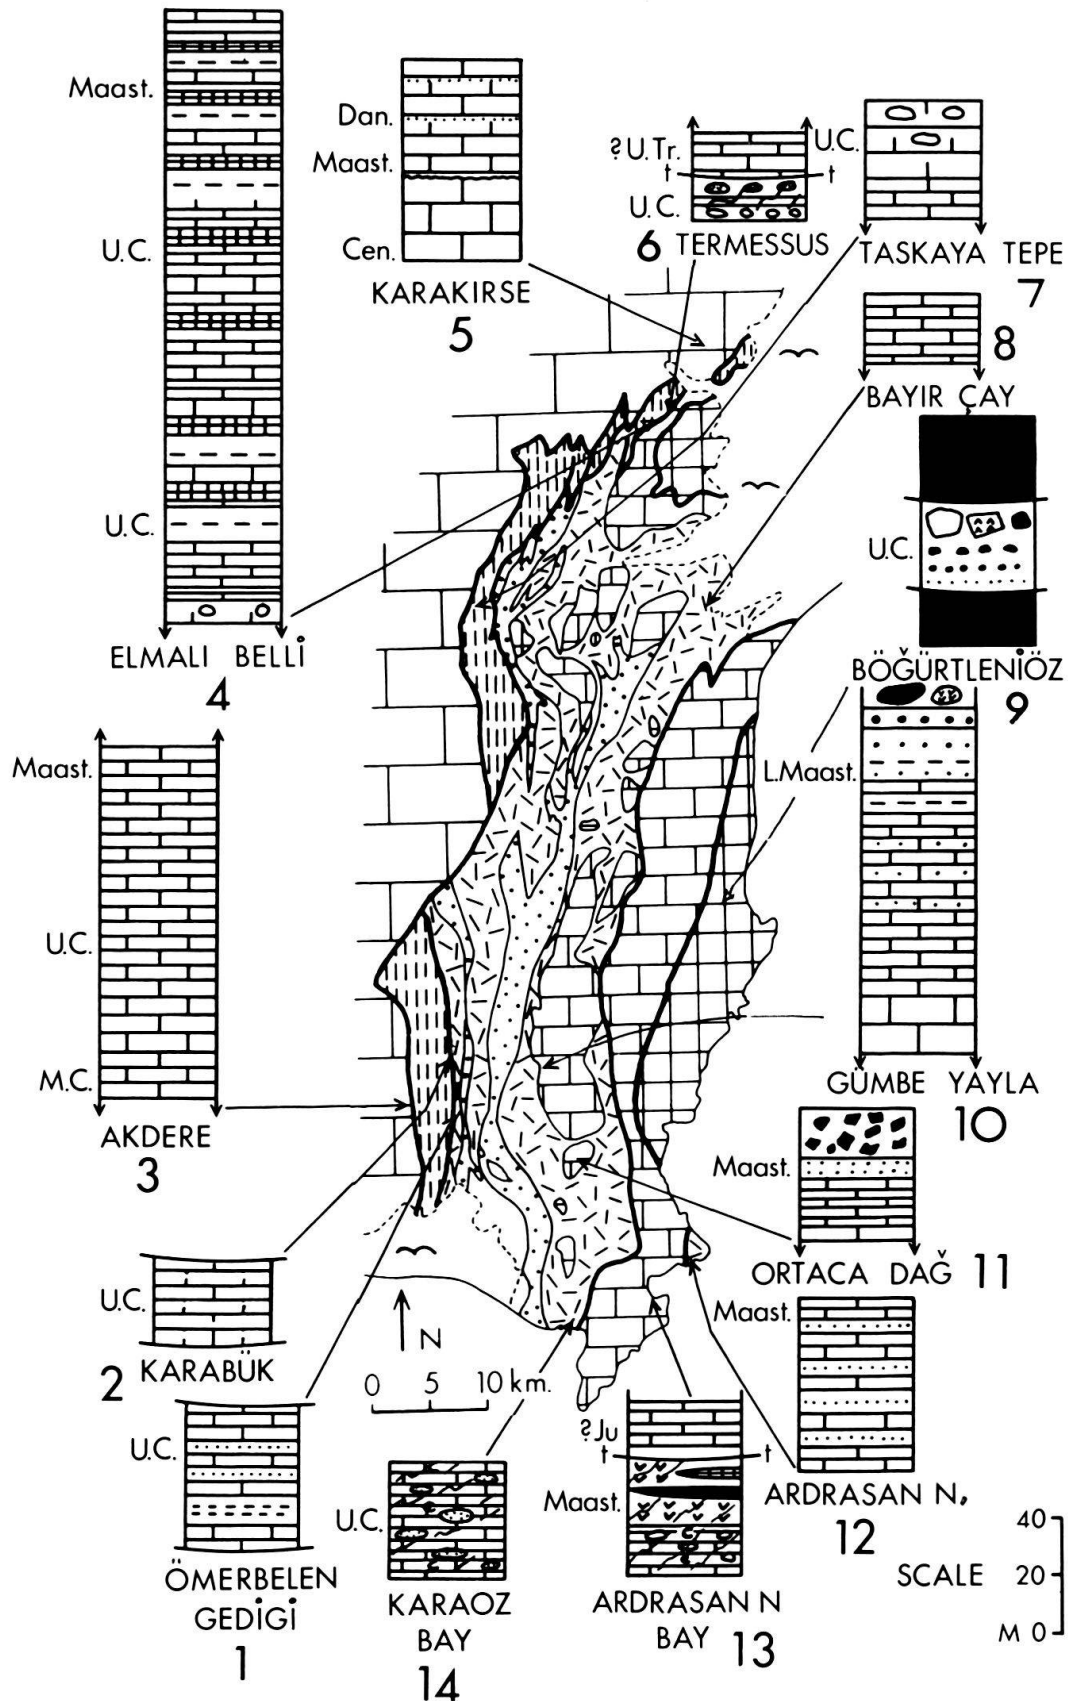 Maast.
U.C.
U.C.
ELMALI BELLİ
4
Dan.
Maast.
Cen.
KARAKIRSE
5
?U.Tr.
t
t
U.C.
6 TERMESSUS
U.C.
TASKAYA TEPE
7
8
BAYIR ÇAY
U.C.
BÖĞÜRTLENİÖZ
9
L.Maast.
GÜMBE YAYLA
10
Maast.
U.C.
M.C.
AKDERE
3
Maast.
ORTACA DAĞ 11
U.C.
2 KARABÜK
N
0 5 10 km.
Maast.
ARDRASAN N,
12
U.C.
ÖMERBELEN
GEDİGİ
1
U.C.
KARAOZ
BAY
14
?Ju
t
t
Maast.
ARDRASAN N
BAY 13
40
SCALE 20
M 0